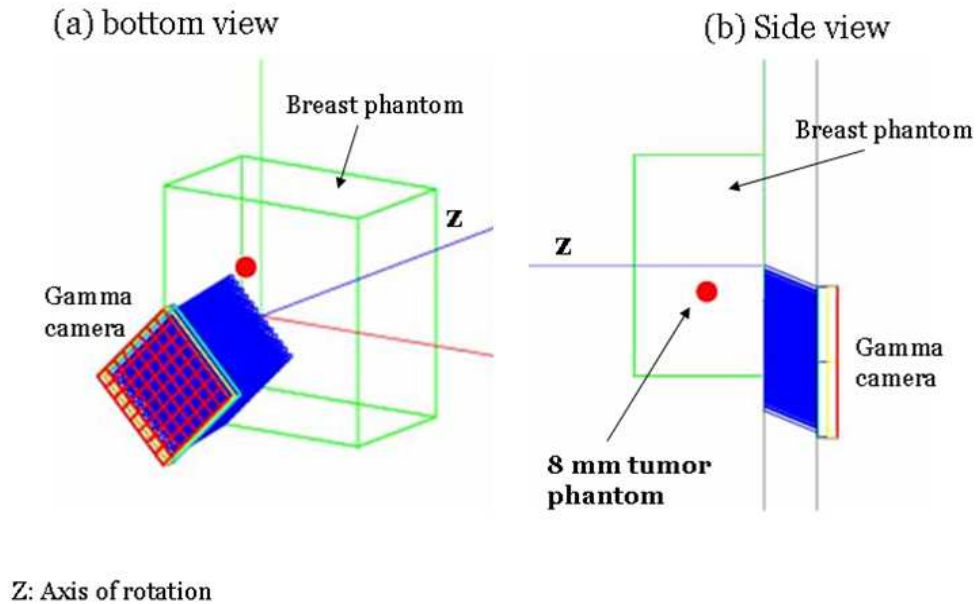 (a) bottom view
(b) Side view
Breast phantom
Z
Gamma
camera
Breast phantom
Z
Gamma
camera
8 mm tumor
phantom
Z: Axis of rotation